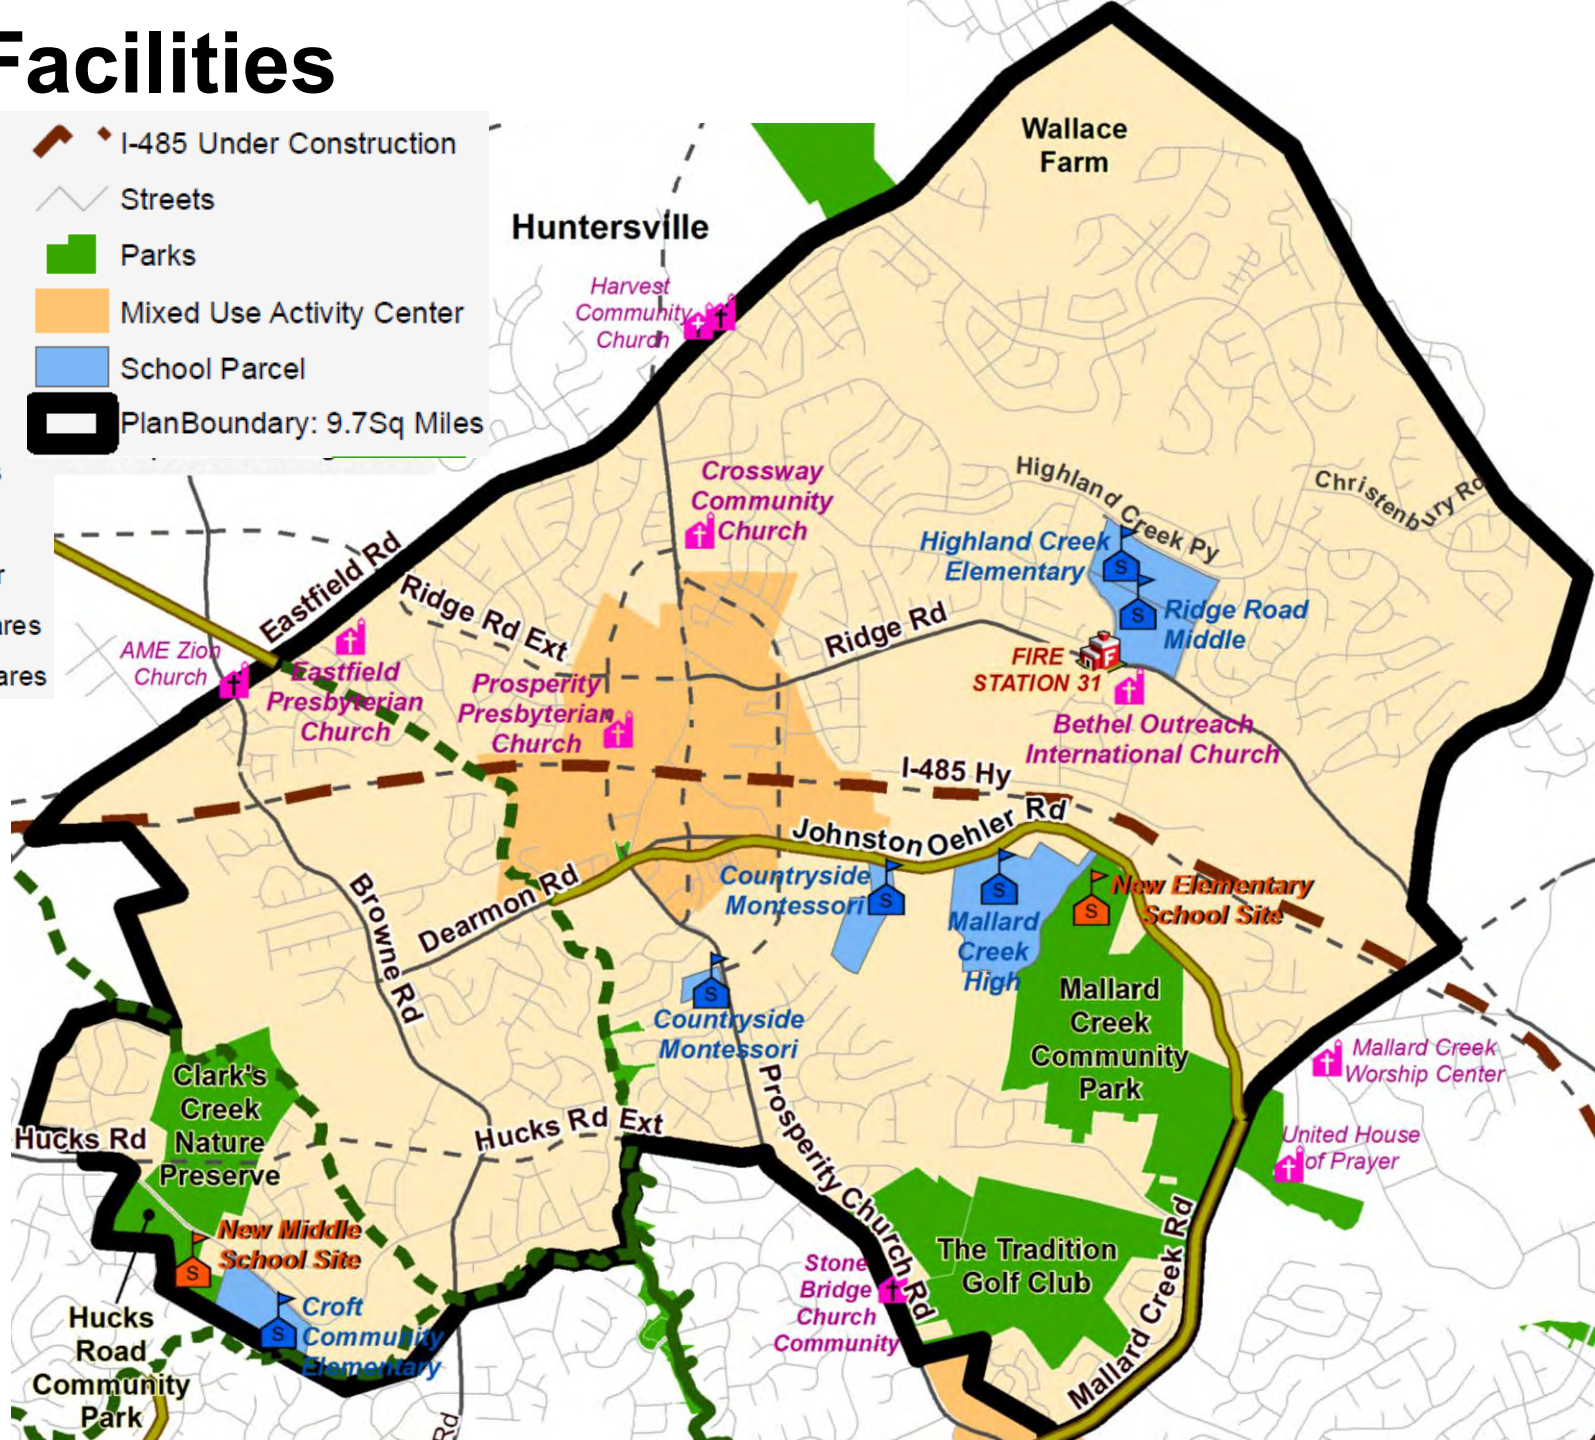 Facilities
I-485 Under Construction
Streets
Parks
Mixed Use Activity Center
School Parcel
PlanBoundary: 9.7Sq Miles
Wallace
Farm
Huntersville
Harvest
Community
Church
Crossway
Community
Church
Highland Creek Py
Christenbury Rd
Highland Creek
Elementary
Ridge Road
Middle
Eastfield Rd
Ridge Rd Ext
Ridge Rd
FIRE
STATION 31
F
AME Zion
Church
Eastfield
Presbyterian
Church
Prosperity
Presbyterian
Church
Bethel Outreach
International Church
I-485 Hy
Johnston Oehler Rd
Countryside
Montessori
Mallard
Creek
High
New Elementary
School Site
Browne Rd
Dearmon Rd
Mallard
Creek
Community
Park
Countryside
Montessori
Mallard Creek
Worship Center
Clark's
Creek
Nature
Preserve
Hucks Rd
Hucks Rd Ext
Prosperity Church Rd
United House
of Prayer
New Middle
School Site
The Tradition
Golf Club
Stone
Bridge
Church
Community
Mallard Creek Rd
Croft
Community
Elementary
Hucks
Road
Community
Park
Rd
S
S
S
S
S
S
S
S